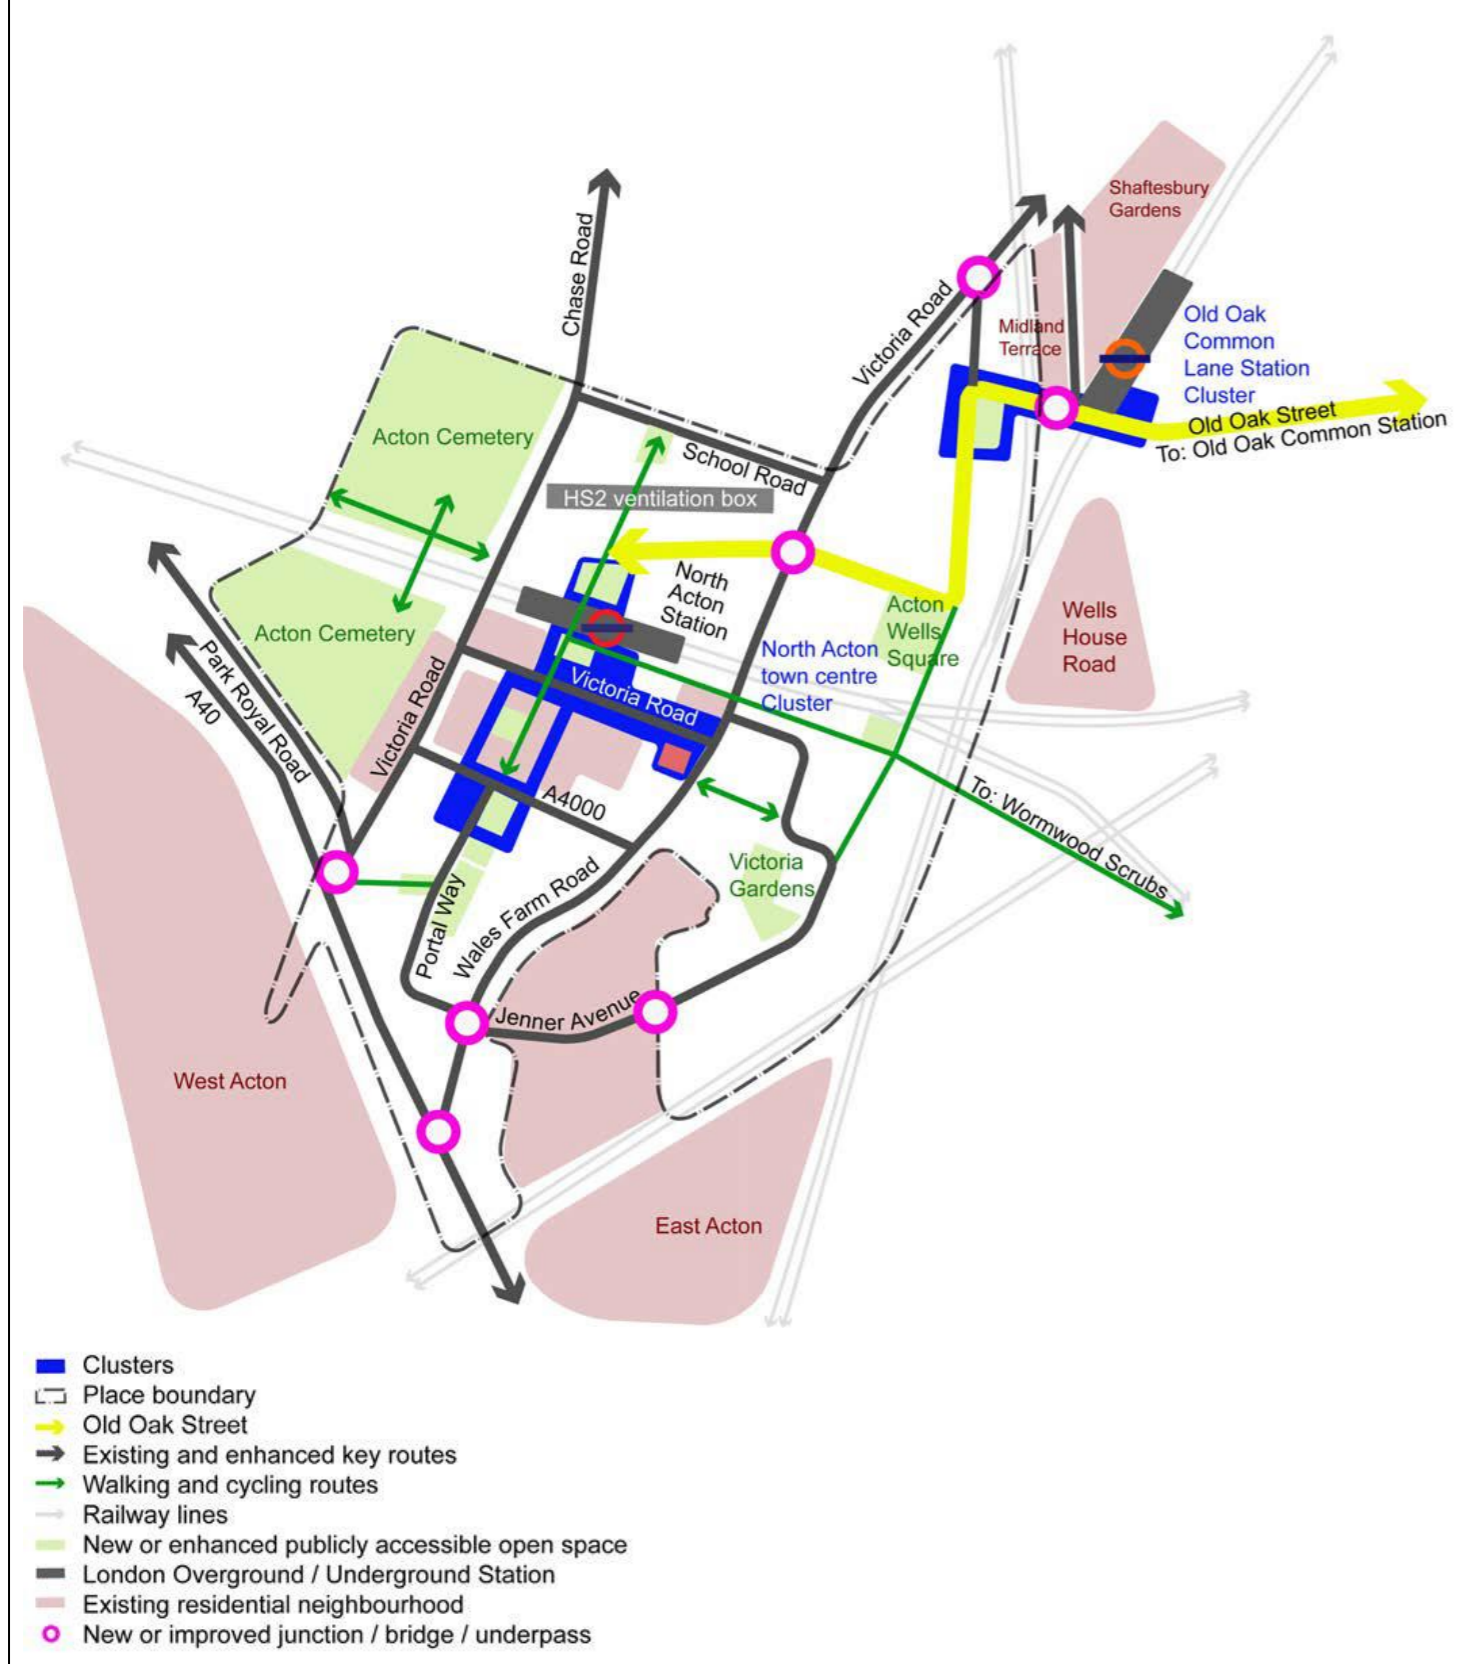 Shaftesbury
Gardens
Chase Road
Victoria Road
Midland
Terrace
Old Oak
Common
Lane Station
Cluster
Old Oak Street
To: Old Oak Common Station
Acton Cemetery
School Road
HS2 ventilation box
North
Acton
Station
Acton
Wells
Square
Wells
House
Road
Acton Cemetery
Park Royal Road
A40
Victoria Road
Victoria Road
North Acton
town centre
Cluster
A4000
To: Wormwood Scrubs
Victoria
Gardens
Portal Way
Wales Farm Road
Jenner Avenue
West Acton
East Acton
Clusters
Place boundary
Old Oak Street
Existing and enhanced key routes
Walking and cycling routes
Railway lines
New or enhanced publicly accessible open space
London Overground / Underground Station
Existing residential neighbourhood
New or improved junction / bridge / underpass